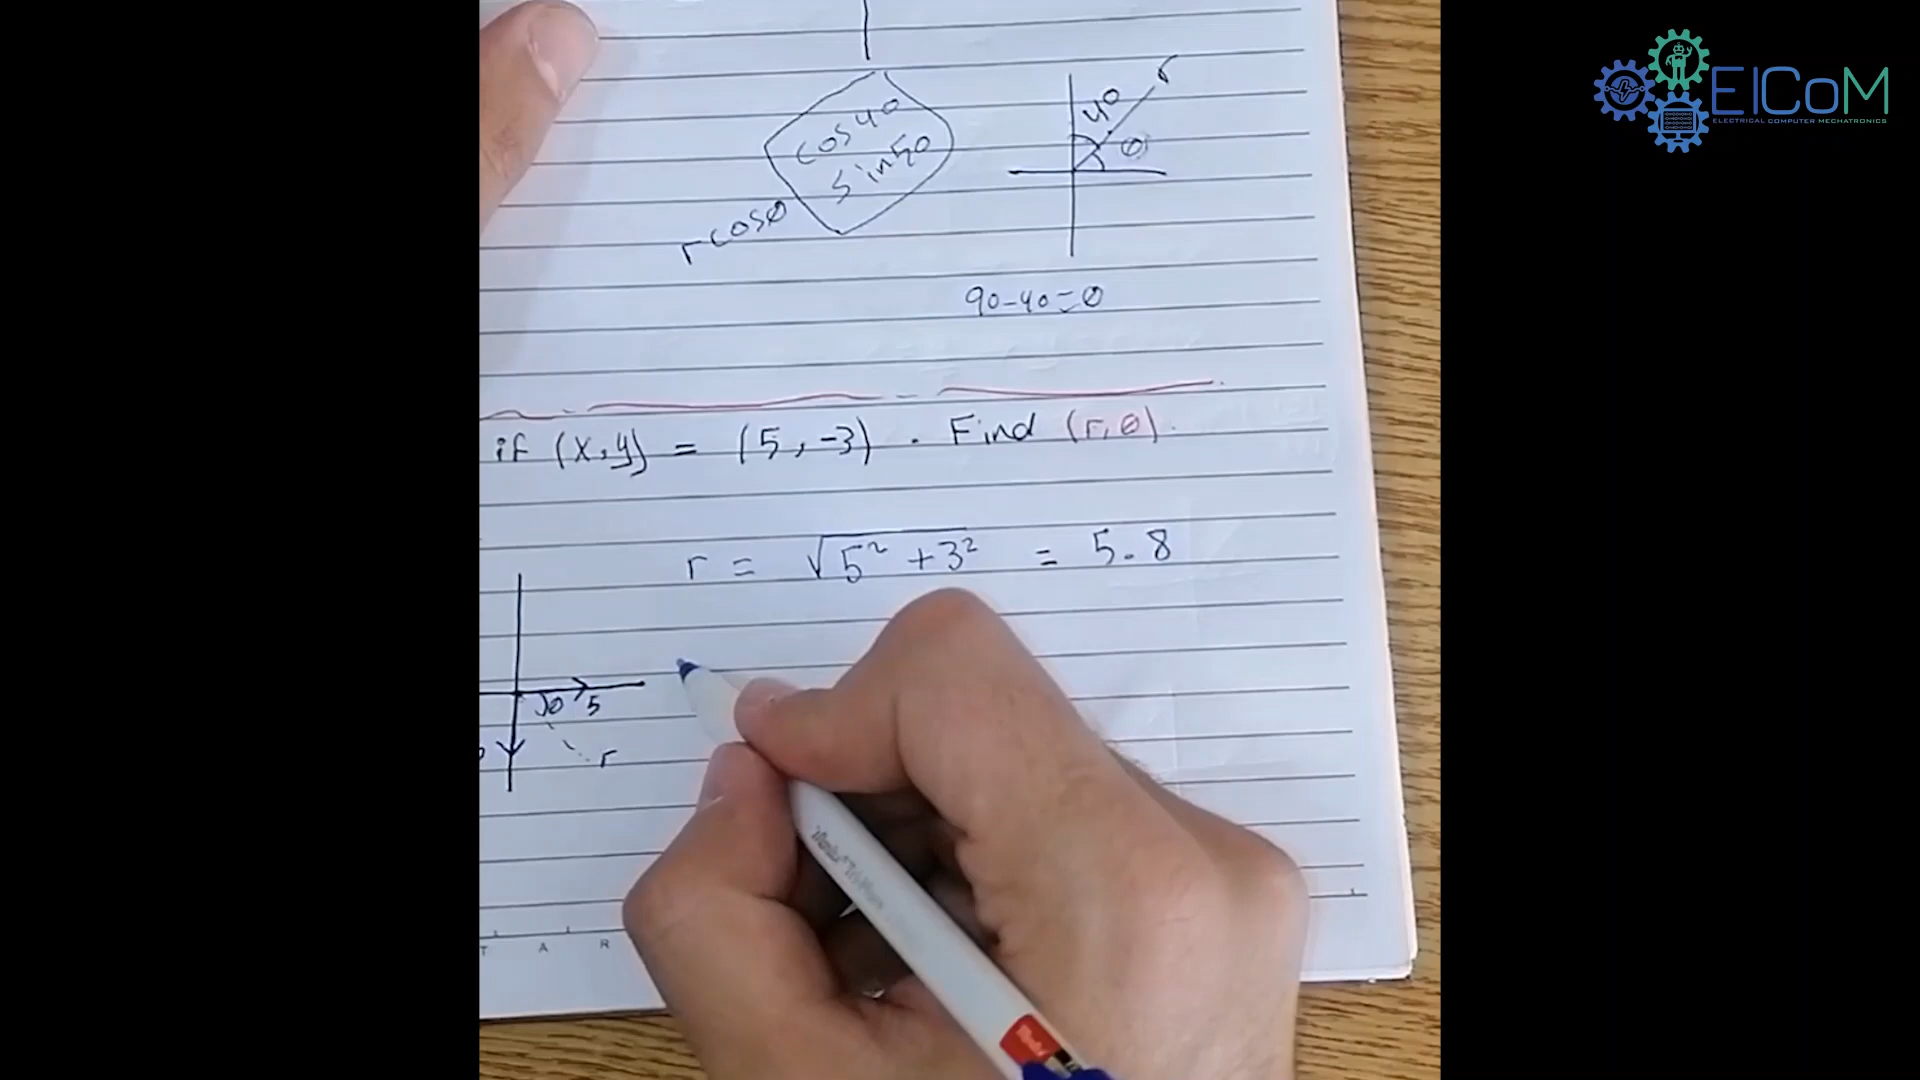 EICoM
ELECTRICAL COMPUTER MECHATRONICS
cos 40
sin 50
r cosθ
40
r
θ
90-40=θ
if (x,y) = (5,-3). Find (r,θ).
r = √5² + 3² = 5.8
θ 5
r
T A R